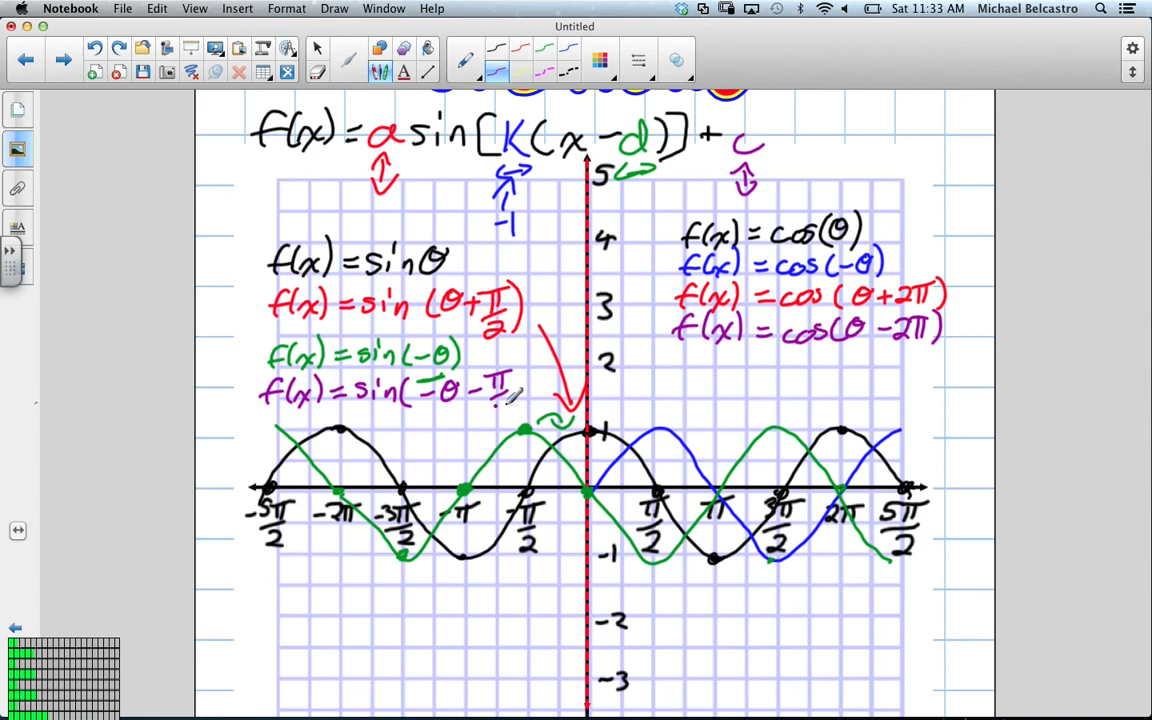 Notebook File Edit View Insert Format Draw Window Help Sat 11:33 AM Michael Belcastro
Untitled
f(x) = a sin[K(x - d)] + c
-1
f(x) = sinθ
f(x) = sin (θ + π/2)
f(x) = sin(-θ)
f(x) = sin(-θ - π
f(x) = cos(θ)
f(x) = cos(-θ)
f(x) = cos(θ + 2π)
f(x) = cos(θ - 2π)
5
4
3
2
1
-5π/2 -2π -3π/2 -π -π/2 π/2 π 3π/2 2π 5π/2
-1
-2
-3